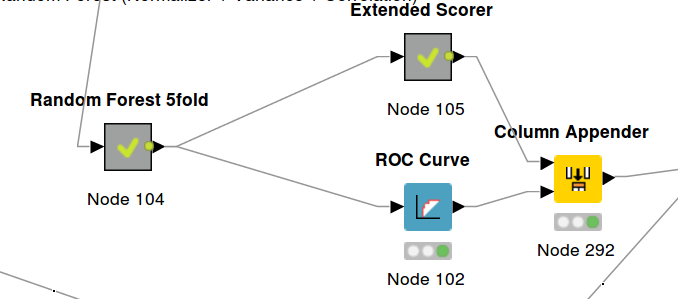 Random Forest (Normalizer + Variance + Correlation)
Extended Scorer
Node 105
Random Forest 5fold
Node 104
ROC Curve
Node 102
Column Appender
Node 292